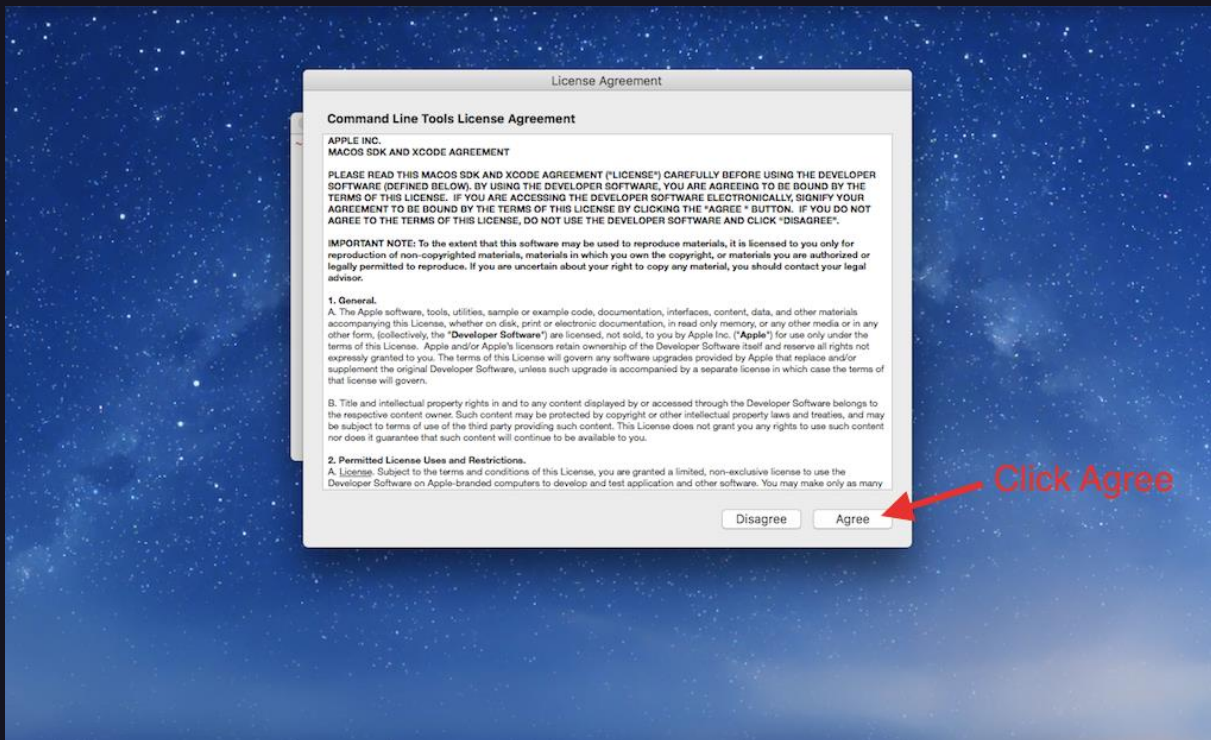 License Agreement
Command Line Tools License Agreement
APPLE INC.
MACOS SDK AND XCODE AGREEMENT
PLEASE READ THIS MACOS SDK AND XCODE AGREEMENT ("LICENSE") CAREFULLY BEFORE USING THE DEVELOPER
SOFTWARE (DEFINED BELOW). BY USING THE DEVELOPER SOFTWARE, YOU ARE AGREEING TO BE BOUND BY THE
TERMS OF THIS LICENSE.  IF YOU ARE ACCESSING THE DEVELOPER SOFTWARE ELECTRONICALLY, SIGNIFY YOUR
AGREEMENT TO BE BOUND BY THE TERMS OF THIS LICENSE BY CLICKING THE "AGREE " BUTTON.  IF YOU DO NOT
AGREE TO THE TERMS OF THIS LICENSE, DO NOT USE THE DEVELOPER SOFTWARE AND CLICK "DISAGREE".
IMPORTANT NOTE: To the extent that this software may be used to reproduce materials, it is licensed to you only for
reproduction of non-copyrighted materials, materials in which you own the copyright, or materials you are authorized or
legally permitted to reproduce. If you are uncertain about your right to copy any material, you should contact your legal
advisor.
1. General.
A. The Apple software, tools, utilities, sample or example code, documentation, interfaces, content, data, and other materials
accompanying this License, whether on disk, print or electronic documentation, in read only memory, or any other media or in any
other form, (collectively, the "Developer Software") are licensed, not sold, to you by Apple Inc. ("Apple") for use only under the
terms of this License.  Apple and/or Apple's licensors retain ownership of the Developer Software itself and reserve all rights not
expressly granted to you. The terms of this License will govern any software upgrades provided by Apple that replace and/or
supplement the original Developer Software, unless such upgrade is accompanied by a separate license in which case the terms of
that license will govern.
B. Title and intellectual property rights in and to any content displayed by or accessed through the Developer Software belongs to
the respective content owner. Such content may be protected by copyright or other intellectual property laws and treaties, and may
be subject to terms of use of the third party providing such content. This License does not grant you any rights to use such content
nor does it guarantee that such content will continue to be available to you.
2. Permitted License Uses and Restrictions.
A. License. Subject to the terms and conditions of this License, you are granted a limited, non-exclusive license to use the
Developer Software on Apple-branded computers to develop and test application and other software. You may make only as many
Click Agree
Disagree
Agree